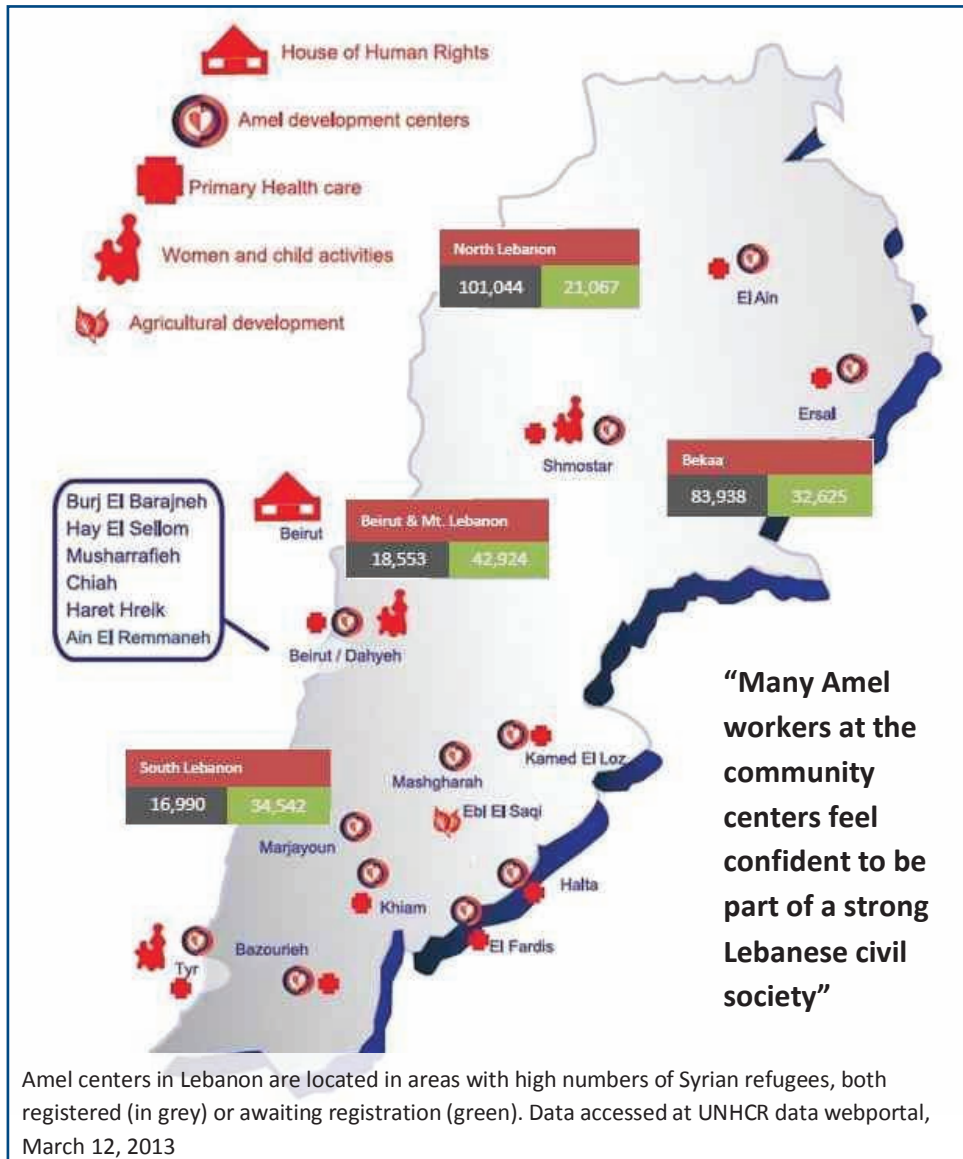 House of Human Rights
Amel development centers
Primary Health care
Women and child activities
Agricultural development
North Lebanon
101,044 21,067
El Ain
Ersal
Shmostar
Bekaa
83,938 32,625
Burj El Barajneh
Hay El Sellom
Musharrafieh
Chiah
Haret Hreik
Ain El Remmaneh
Beirut
Beirut & Mt. Lebanon
18,553 42,924
Beirut / Dahyeh
South Lebanon
16,990 34,542
Kamed El Loz
Mashgharah
Ebl El Saqi
Marjayoun
Halta
Khiam
El Fardis
Bazourieh
Tyr
“Many Amel
workers at the
community
centers feel
confident to be
part of a strong
Lebanese civil
society”
Amel centers in Lebanon are located in areas with high numbers of Syrian refugees, both
registered (in grey) or awaiting registration (green). Data accessed at UNHCR data webportal,
March 12, 2013